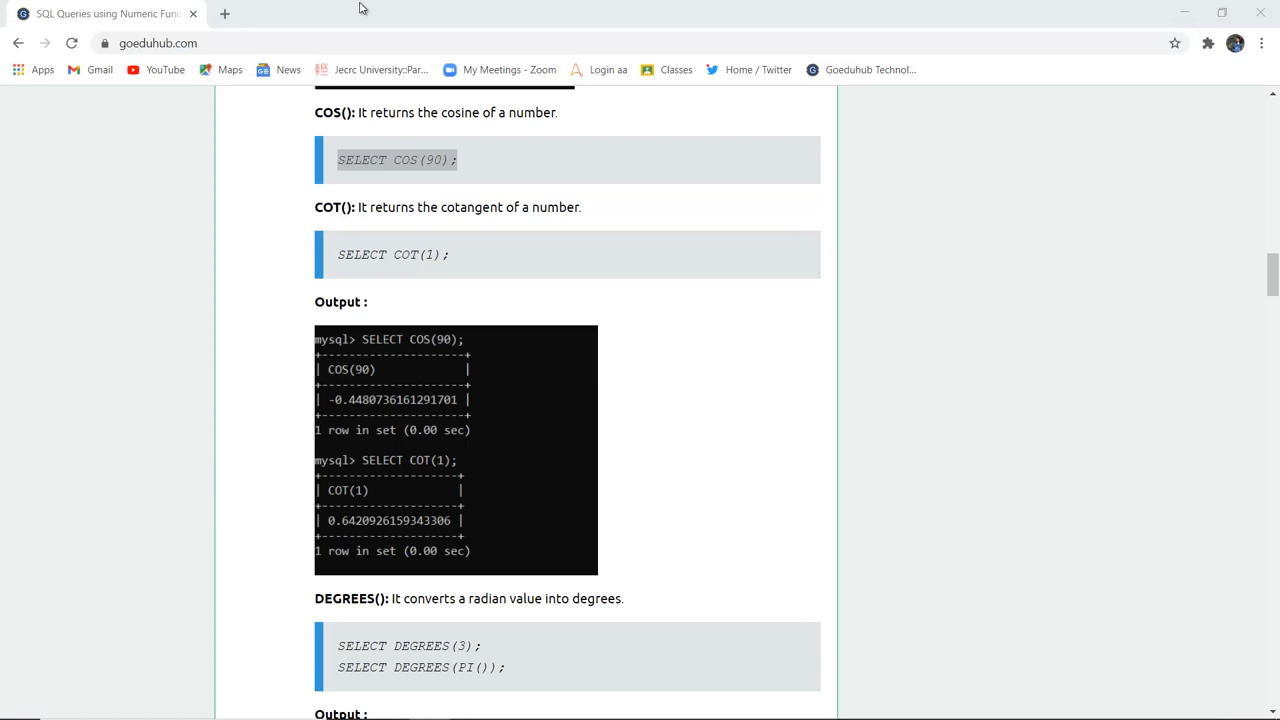 SQL Queries using Numeric Func
goeduhub.com
Apps Gmail YouTube Maps News Jecrc University::Par... My Meetings - Zoom Login aa Classes Home / Twitter Goeduhub Technol...
COS(): It returns the cosine of a number.
SELECT COS(90);
COT(): It returns the cotangent of a number.
SELECT COT(1);
Output :
mysql> SELECT COS(90);
+---------------------+
| COS(90)             |
+---------------------+
| -0.4480736161291701 |
+---------------------+
1 row in set (0.00 sec)
mysql> SELECT COT(1);
+--------------------+
| COT(1)             |
+--------------------+
| 0.6420926159343306 |
+--------------------+
1 row in set (0.00 sec)
DEGREES(): It converts a radian value into degrees.
SELECT DEGREES(3);
SELECT DEGREES(PI());
Output :